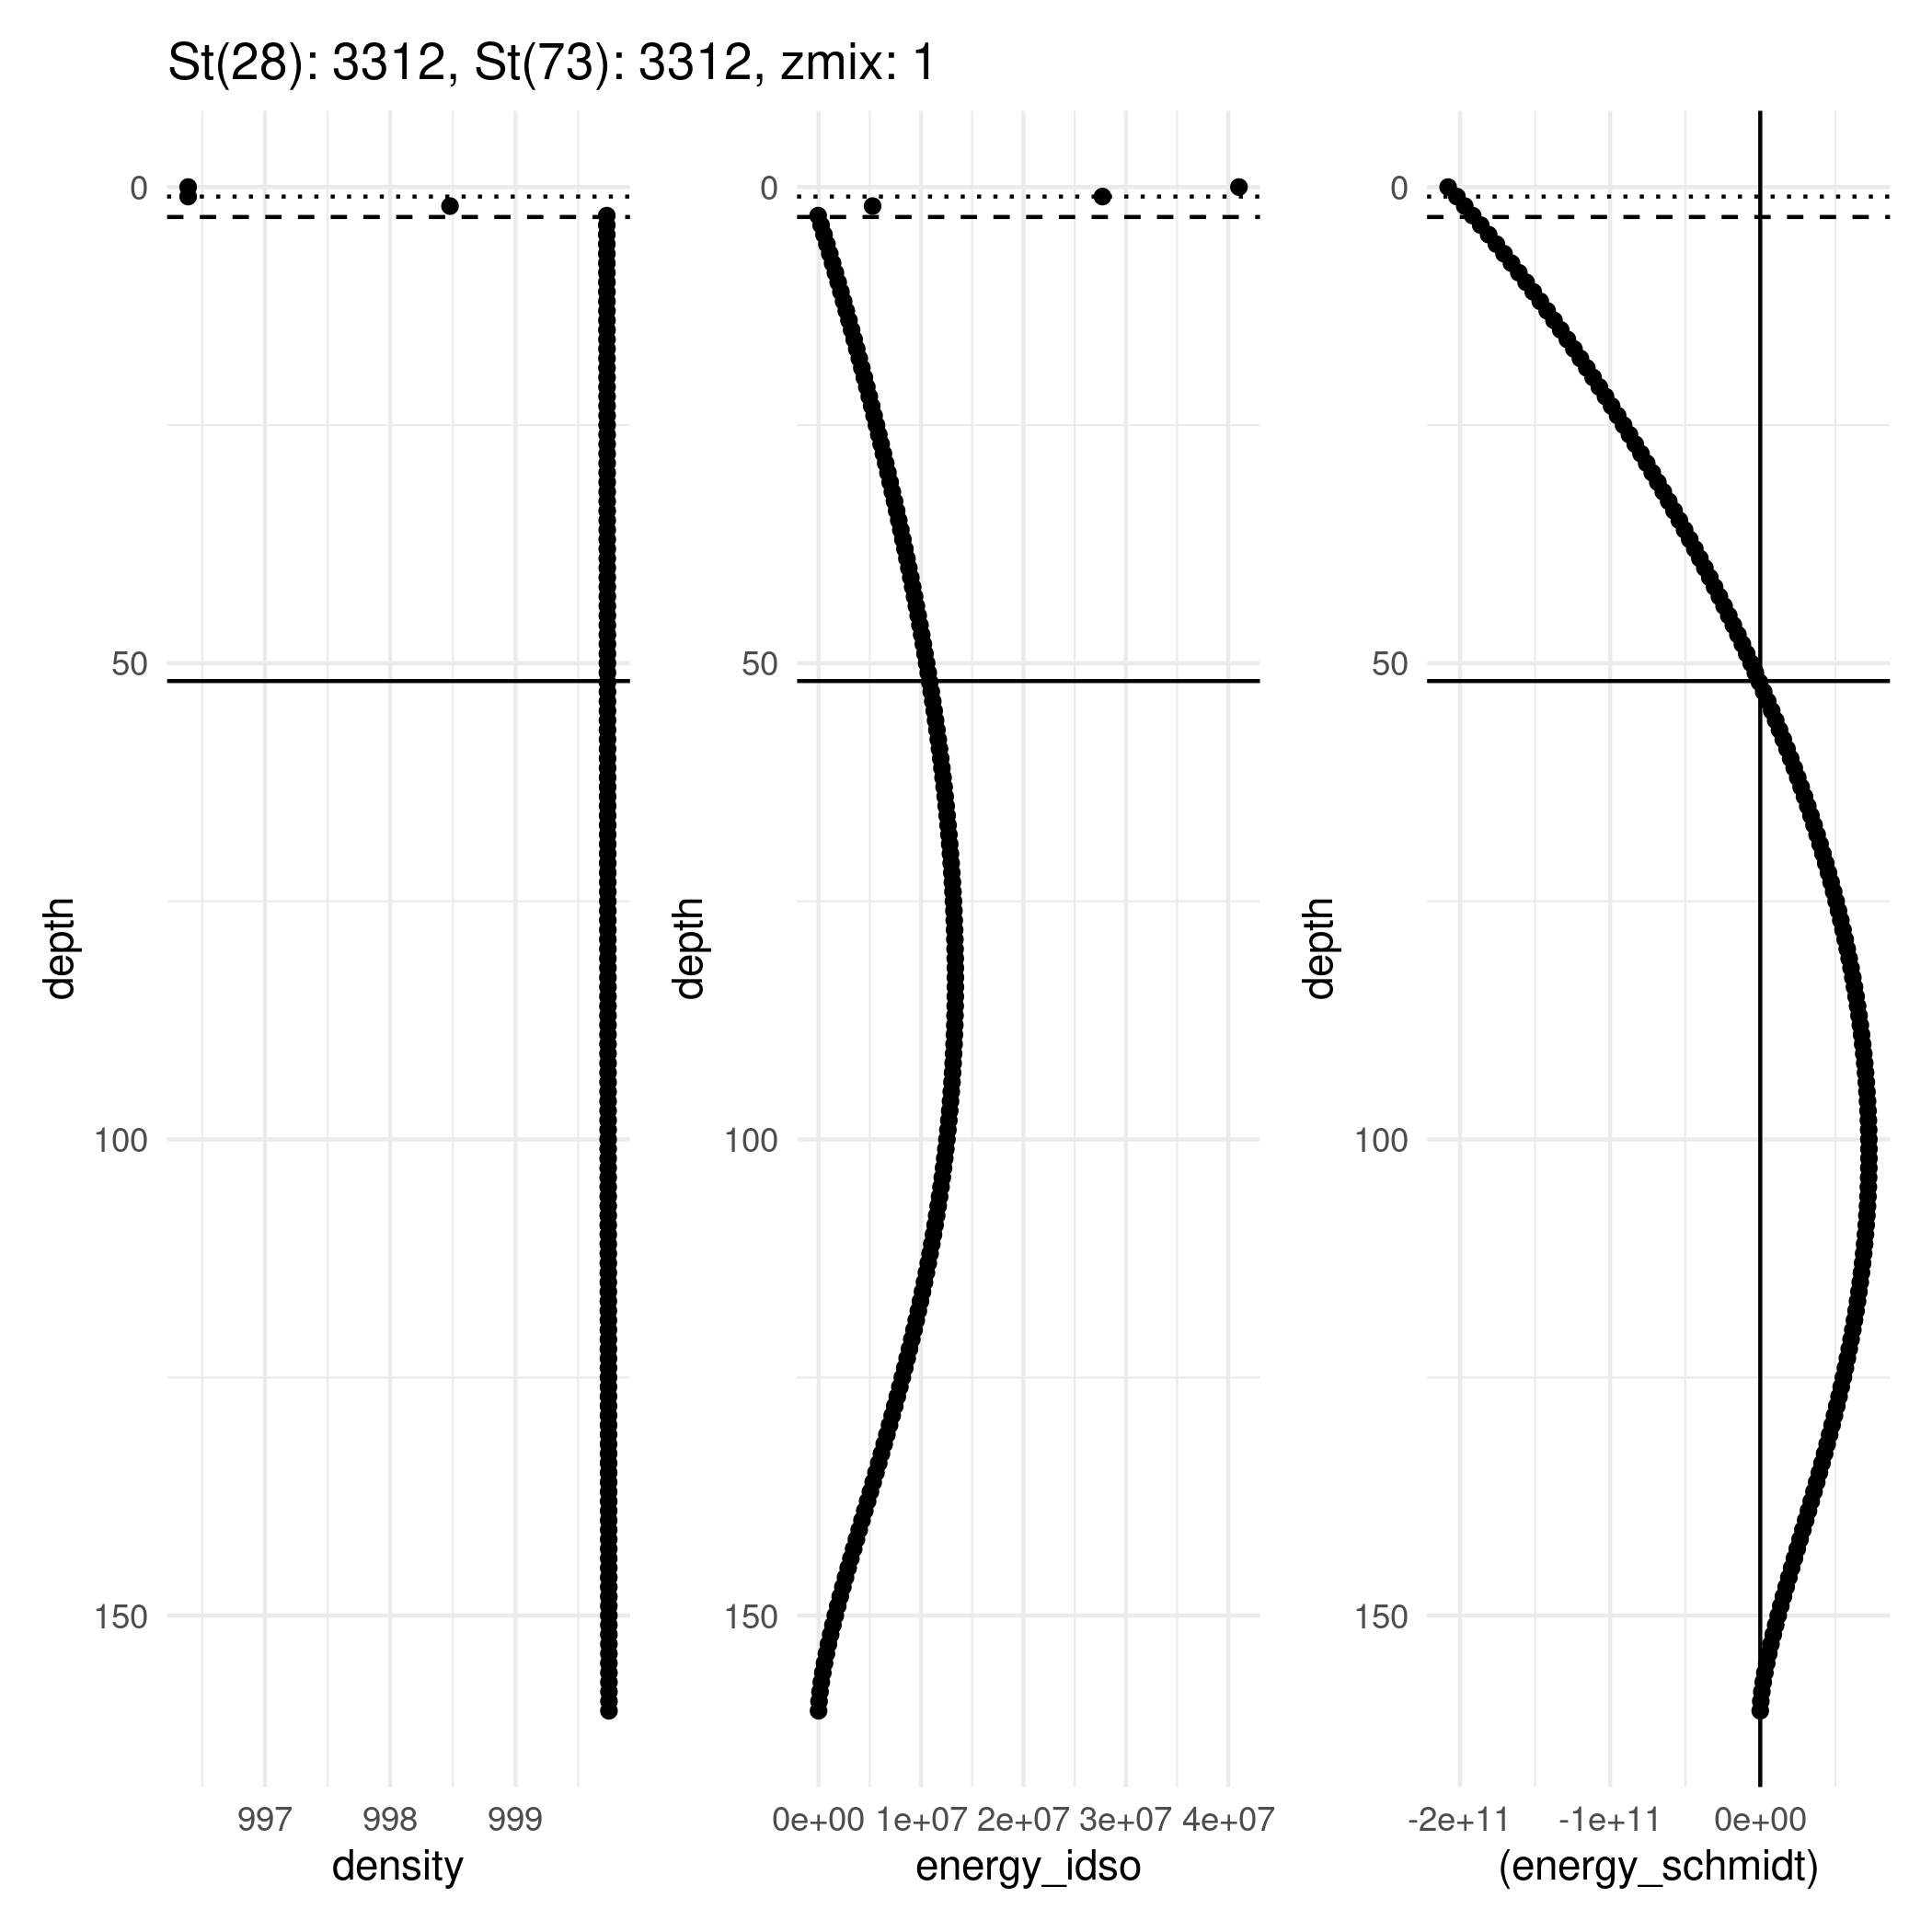 St(28): 3312, St(73): 3312, zmix: 1
depth
0
50
100
150
997 998 999
density
depth
0
50
100
150
0e+00 1e+07 2e+07 3e+07 4e+07
energy_idso
depth
0
50
100
150
-2e+11 -1e+11 0e+00
(energy_schmidt)